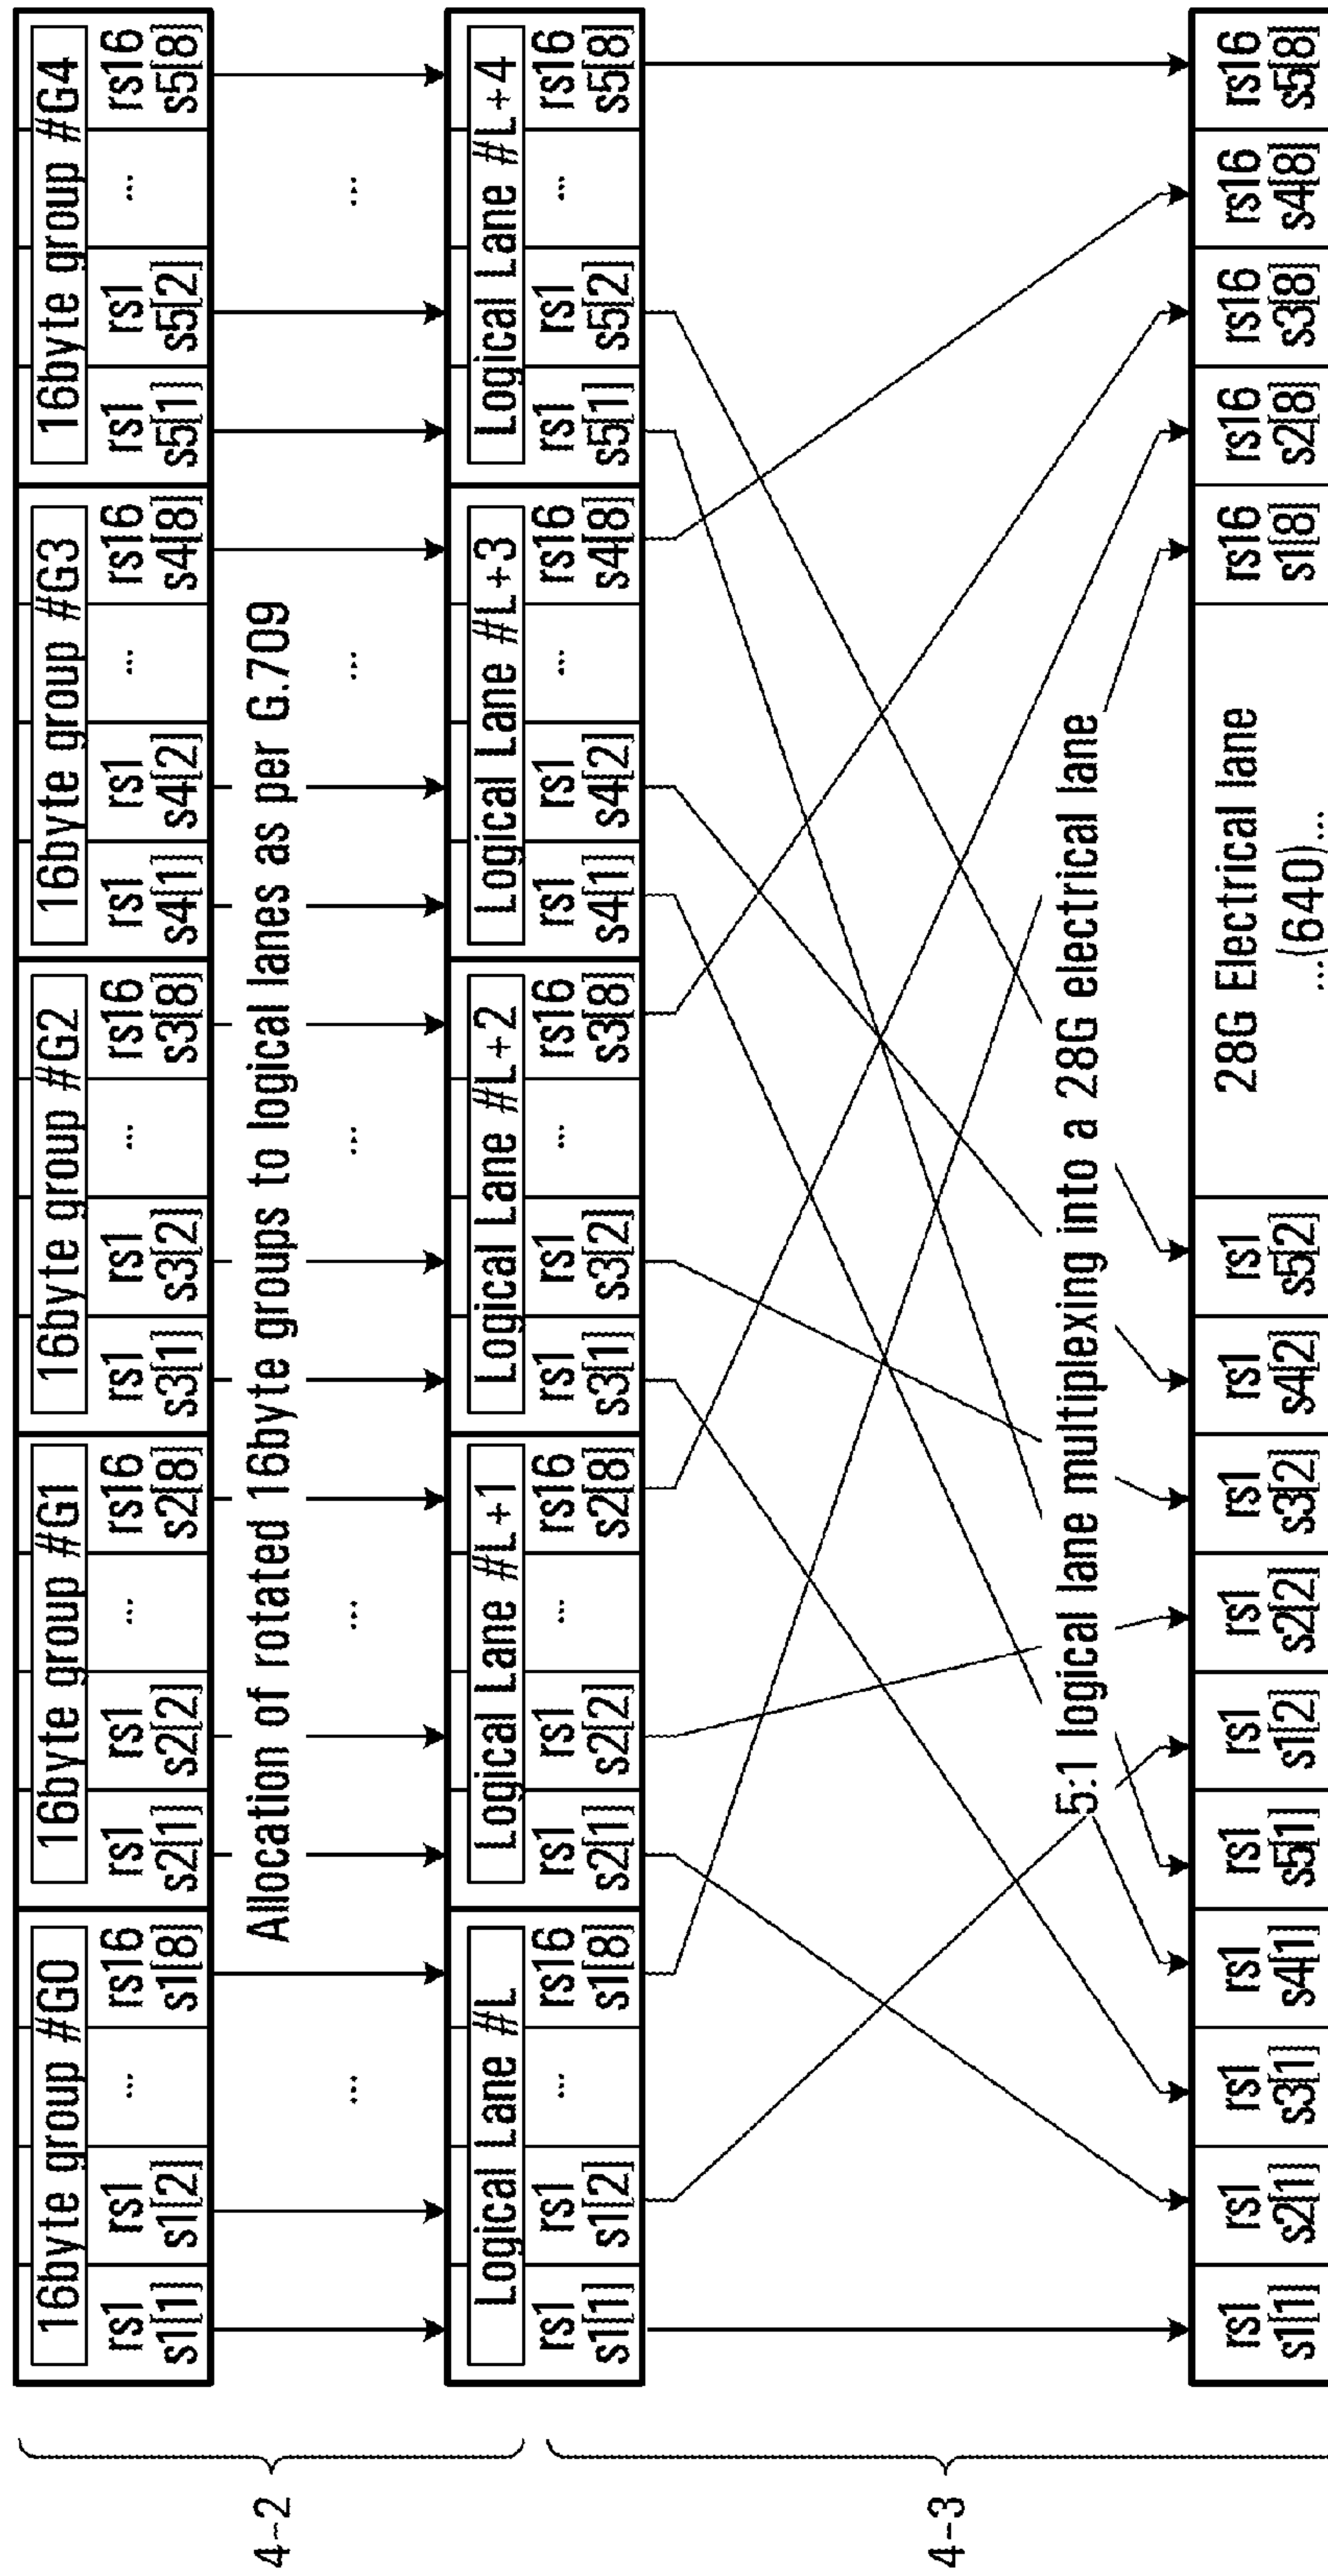 16byte group #G0 16byte group #G1 16byte group #G2 16byte group #G3 16byte group #G4
rs1 rs1 ... rs16 rs1 rs1 ... rs16 rs1 rs1 ... rs16 rs1 rs1 ... rs16 rs1 rs1 ... rs16
s1[1] s1[2] s1[8] s2[1] s2[2] s2[8] s3[1] s3[2] s3[8] s4[1] s4[2] s4[8] s5[1] s5[2] s5[8]
4-2
Allocation of rotated 16byte groups to logical lanes as per G.709
... ... ... ... ...
Logical Lane #L Logical Lane #L+1 Logical Lane #L+2 Logical Lane #L+3 Logical Lane #L+4
rs1 rs1 ... rs16 rs1 rs1 ... rs16 rs1 rs1 ... rs16 rs1 rs1 ... rs16 rs1 rs1 ... rs16
s1[1] s1[2] s1[8] s2[1] s2[2] s2[8] s3[1] s3[2] s3[8] s4[1] s4[2] s4[8] s5[1] s5[2] s5[8]
4-3
5:1 logical lane multiplexing into a 28G electrical lane
rs1 rs1 rs1 rs1 rs1 rs1 rs1 rs1 rs1 rs1 28G Electrical lane rs16 rs16 rs16 rs16 rs16
s1[1] s2[1] s3[1] s4[1] s5[1] s1[2] s2[2] s3[2] s4[2] s5[2] ...(640)... s1[8] s2[8] s3[8] s4[8] s5[8]